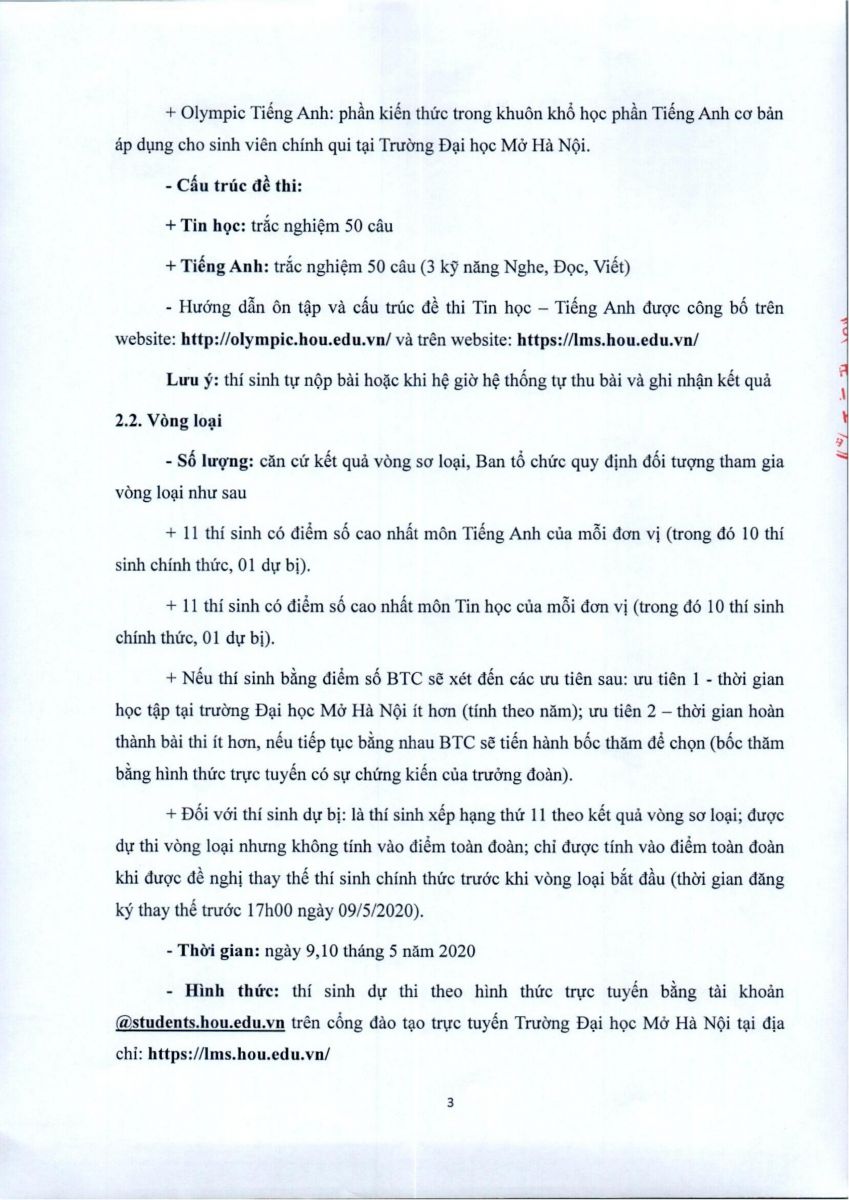 + Olympic Tiếng Anh: phần kiến thức trong khuôn khổ học phần Tiếng Anh cơ bản
áp dụng cho sinh viên chính qui tại Trường Đại học Mở Hà Nội.
- Cấu trúc đề thi:
+ Tin học: trắc nghiệm 50 câu
+ Tiếng Anh: trắc nghiệm 50 câu (3 kỹ năng Nghe, Đọc, Viết)
- Hướng dẫn ôn tập và cấu trúc đề thi Tin học – Tiếng Anh được công bố trên
website: http://olympic.hou.edu.vn/ và trên website: https://lms.hou.edu.vn/
Lưu ý: thí sinh tự nộp bài hoặc khi hệ giờ hệ thống tự thu bài và ghi nhận kết quả
2.2. Vòng loại
- Số lượng: căn cứ kết quả vòng sơ loại, Ban tổ chức quy định đối tượng tham gia
vòng loại như sau
+ 11 thí sinh có điểm số cao nhất môn Tiếng Anh của mỗi đơn vị (trong đó 10 thí
sinh chính thức, 01 dự bị).
+ 11 thí sinh có điểm số cao nhất môn Tin học của mỗi đơn vị (trong đó 10 thí sinh
chính thức, 01 dự bị).
+ Nếu thí sinh bằng điểm số BTC sẽ xét đến các ưu tiên sau: ưu tiên 1 - thời gian
học tập tại trường Đại học Mở Hà Nội ít hơn (tính theo năm); ưu tiên 2 – thời gian hoàn
thành bài thi ít hơn, nếu tiếp tục bằng nhau BTC sẽ tiến hành bốc thăm để chọn (bốc thăm
bằng hình thức trực tuyến có sự chứng kiến của trưởng đoàn).
+ Đối với thí sinh dự bị: là thí sinh xếp hạng thứ 11 theo kết quả vòng sơ loại; được
dự thi vòng loại nhưng không tính vào điểm toàn đoàn; chỉ được tính vào điểm toàn đoàn
khi được đề nghị thay thế thí sinh chính thức trước khi vòng loại bắt đầu (thời gian đăng
ký thay thế trước 17h00 ngày 09/5/2020).
- Thời gian: ngày 9,10 tháng 5 năm 2020
- Hình thức: thí sinh dự thi theo hình thức trực tuyến bằng tài khoản
@students.hou.edu.vn trên cổng đào tạo trực tuyến Trường Đại học Mở Hà Nội tại địa
chỉ: https://lms.hou.edu.vn/
3